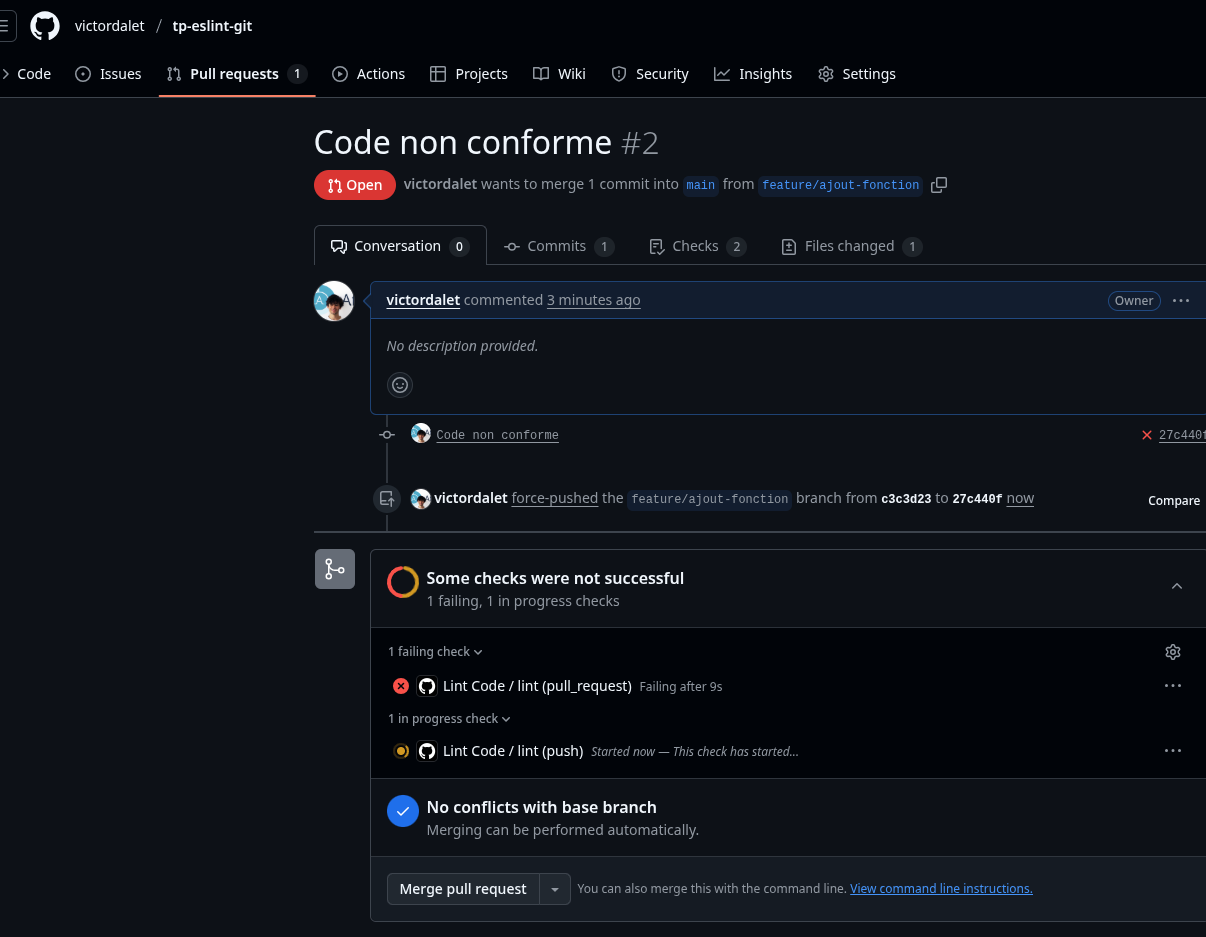 victordalet / tp-eslint-git
Code Issues Pull requests 1 Actions Projects Wiki Security Insights Settings
Code non conforme #2
Open victordalet wants to merge 1 commit into main from feature/ajout-fonction
Conversation 0 Commits 1 Checks 2 Files changed 1
victordalet commented 3 minutes ago Owner
No description provided.
Code non conforme 27c440f
victordalet force-pushed the feature/ajout-fonction branch from c3c3d23 to 27c440f now Compare
Some checks were not successful
1 failing, 1 in progress checks
1 failing check
Lint Code / lint (pull_request) Failing after 9s
1 in progress check
Lint Code / lint (push) Started now — This check has started...
No conflicts with base branch
Merging can be performed automatically.
Merge pull request You can also merge this with the command line. View command line instructions.